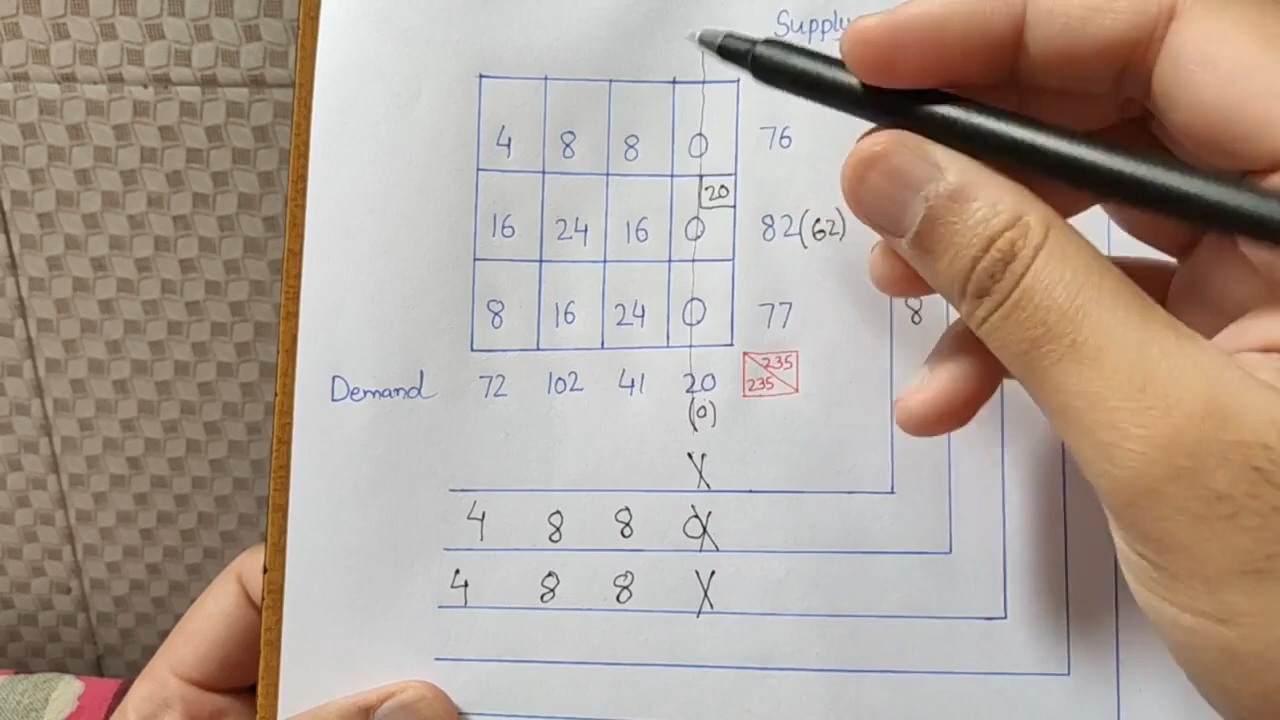 Supply
4 8 8 0 76
20
16 24 16 0 82(62)
8 16 24 0 77
8
235
Demand 72 102 41 20 235
(0)
X
4 8 8 0X
4 8 8 X